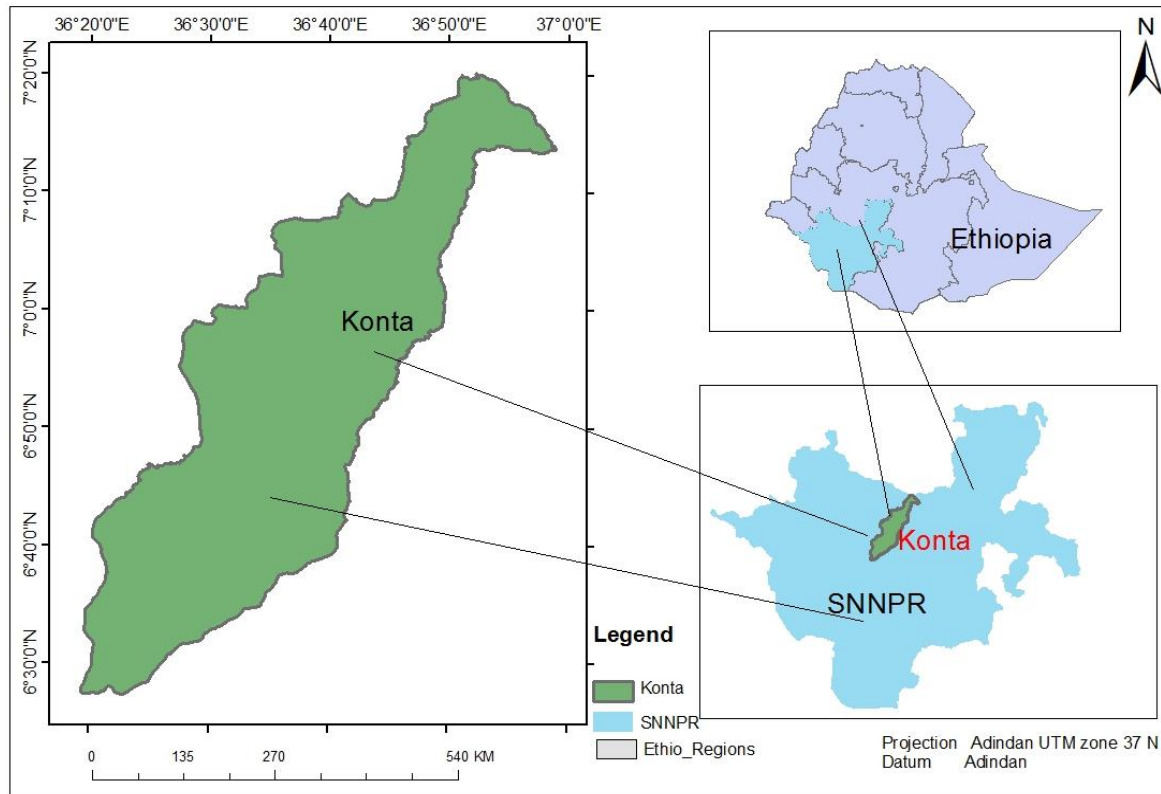 36°20'0"E 36°30'0"E 36°40'0"E 36°50'0"E 37°0'0"E
7°20'0"N
7°10'0"N
7°0'0"N
6°50'0"N
6°40'0"N
6°30'0"N
Konta
N
Ethiopia
Konta
SNNPR
Legend
Konta
SNNPR
Ethio_Regions
0 135 270 540 KM
Projection Adindan UTM zone 37 N
Datum Adindan